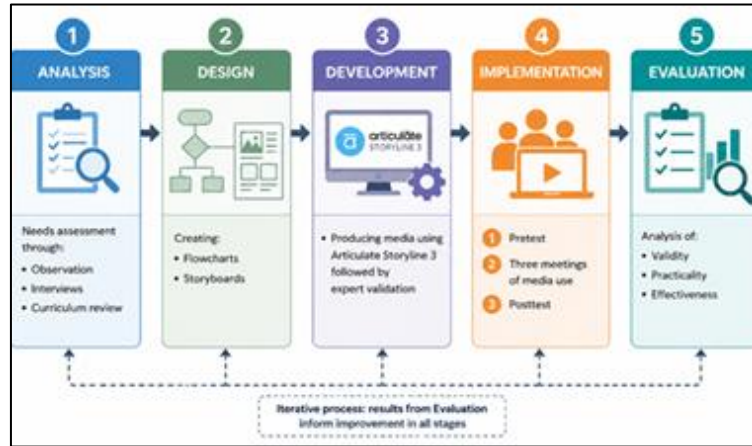 1
ANALYSIS
Needs assessment
through:
• Observation
• Interviews
• Curriculum review
2
DESIGN
Creating:
• Flowcharts
• Storyboards
3
DEVELOPMENT
a
articulate
STORYLINE 3
• Producing media using
Articulate Storyline 3
followed by
expert validation
4
IMPLEMENTATION
1 Pretest
2 Three meetings
of media use
3 Posttest
5
EVALUATION
Analysis of:
• Validity
• Practicality
• Effectiveness
Iterative process: results from Evaluation
inform improvement in all stages